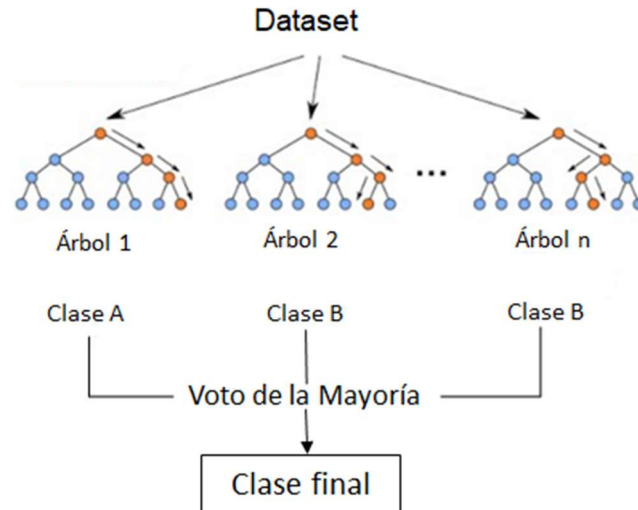 Dataset
...
Árbol 1
Árbol 2
Árbol n
Clase A
Clase B
Clase B
Voto de la Mayoría
Clase final